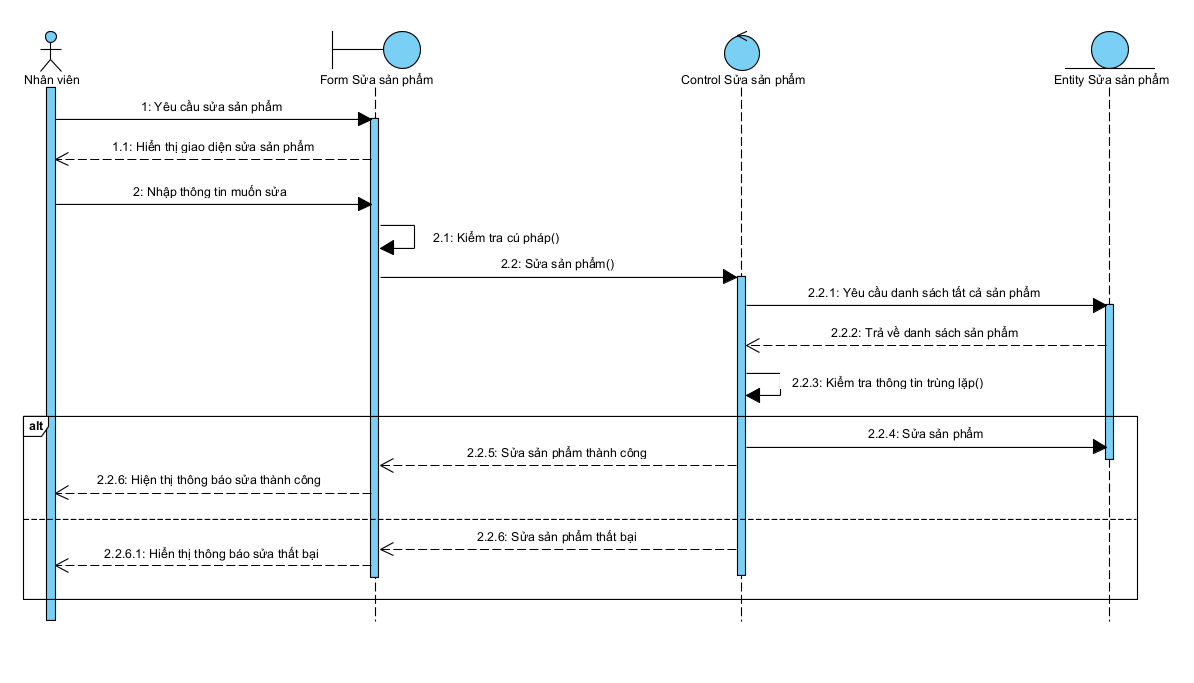 Nhân viên
Form Sửa sản phẩm
Control Sửa sản phẩm
Entity Sửa sản phẩm
1: Yêu cầu sửa sản phẩm
1.1: Hiển thị giao diện sửa sản phẩm
2: Nhập thông tin muốn sửa
2.1: Kiểm tra cú pháp()
2.2: Sửa sản phẩm()
2.2.1: Yêu cầu danh sách tất cả sản phẩm
2.2.2: Trả về danh sách sản phẩm
2.2.3: Kiểm tra thông tin trùng lặp()
alt
2.2.4: Sửa sản phẩm
2.2.5: Sửa sản phẩm thành công
2.2.6: Hiện thị thông báo sửa thành công
2.2.6: Sửa sản phẩm thất bại
2.2.6.1: Hiển thị thông báo sửa thất bại